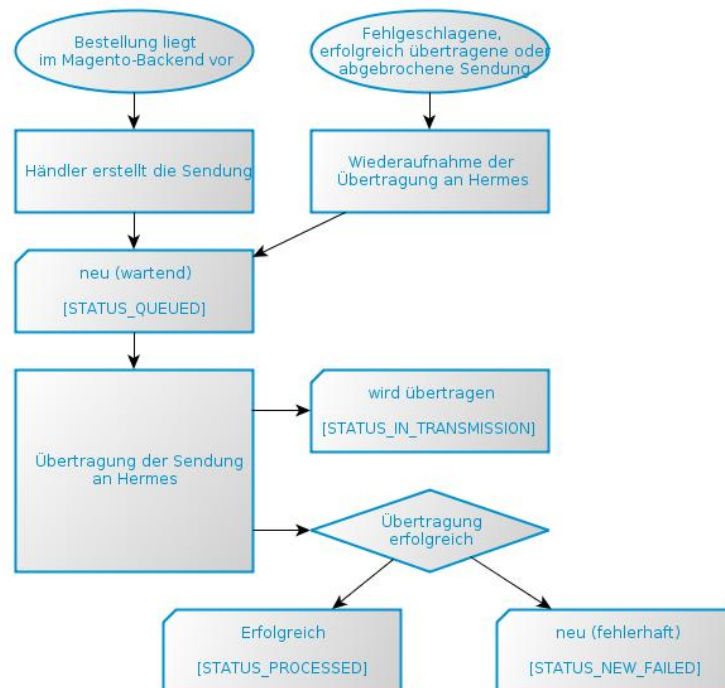 Bestellung liegt
im Magento-Backend vor
Fehlgeschlagene,
erfolgreich übertragene oder
abgebrochene Sendung
Händler erstellt die Sendung
Wiederaufnahme der
Übertragung an Hermes
neu (wartend)
[STATUS_QUEUED]
Übertragung der Sendung
an Hermes
wird übertragen
[STATUS_IN_TRANSMISSION]
Übertragung
erfolgreich
Erfolgreich
[STATUS_PROCESSED]
neu (fehlerhaft)
[STATUS_NEW_FAILED]